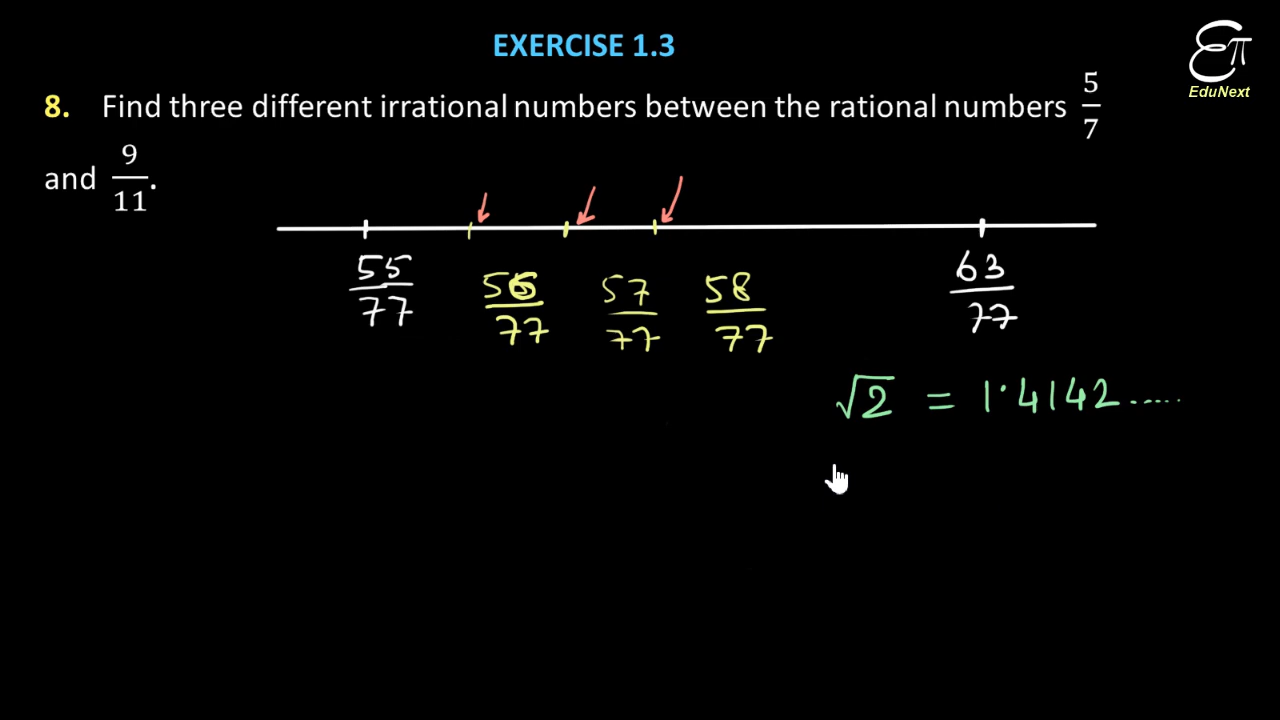 EXERCISE 1.3
επ
EduNext
8. Find three different irrational numbers between the rational numbers 5/7
and 9/11.
55/77 56/77 57/77 58/77 63/77
√2 = 1.4142.....